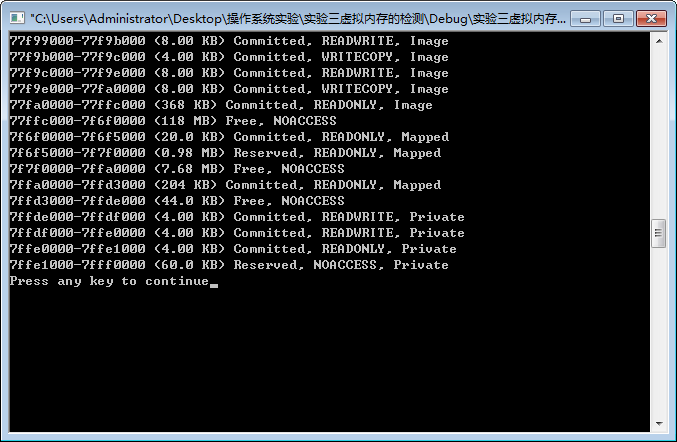 "C:\Users\Administrator\Desktop\操作系统实验\实验三虚拟内存的检测\Debug\实验三虚拟内存...
77f99000-77f9b000 (8.00 KB) Committed, READWRITE, Image
77f9b000-77f9c000 (4.00 KB) Committed, WRITECOPY, Image
77f9c000-77f9e000 (8.00 KB) Committed, READWRITE, Image
77f9e000-77fa0000 (8.00 KB) Committed, WRITECOPY, Image
77fa0000-77ffc000 (368 KB) Committed, READONLY, Image
77ffc000-7f6f0000 (118 MB) Free, NOACCESS
7f6f0000-7f6f5000 (20.0 KB) Committed, READONLY, Mapped
7f6f5000-7f7f0000 (0.98 MB) Reserved, READONLY, Mapped
7f7f0000-7ffa0000 (7.68 MB) Free, NOACCESS
7ffa0000-7ffd3000 (204 KB) Committed, READONLY, Mapped
7ffd3000-7ffde000 (44.0 KB) Free, NOACCESS
7ffde000-7ffdf000 (4.00 KB) Committed, READWRITE, Private
7ffdf000-7ffe0000 (4.00 KB) Committed, READWRITE, Private
7ffe0000-7ffe1000 (4.00 KB) Committed, READONLY, Private
7ffe1000-7fff0000 (60.0 KB) Reserved, NOACCESS, Private
Press any key to continue_